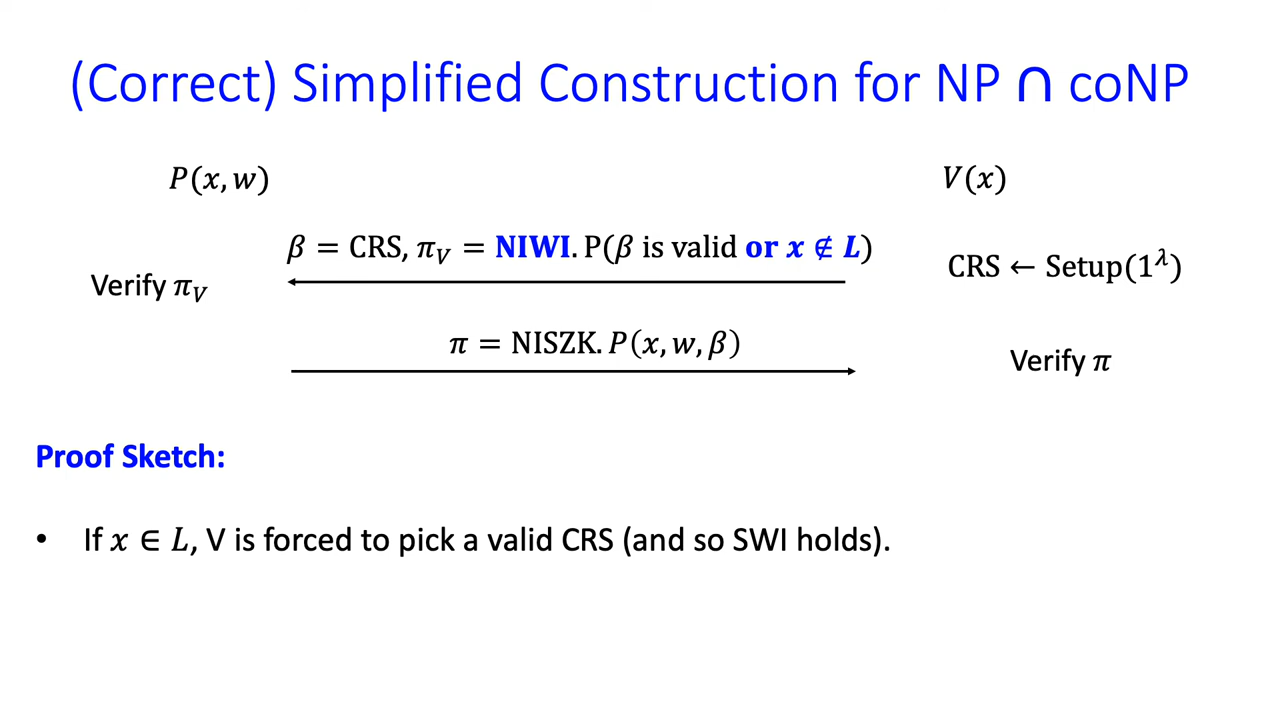 (Correct) Simplified Construction for NP ∩ coNP
P(x, w)
V(x)
β = CRS, π_V = NIWI. P(β is valid or x ∉ L)
CRS ← Setup(1^λ)
Verify π_V
π = NISZK. P(x, w, β)
Verify π
Proof Sketch:
• If x ∈ L, V is forced to pick a valid CRS (and so SWI holds).